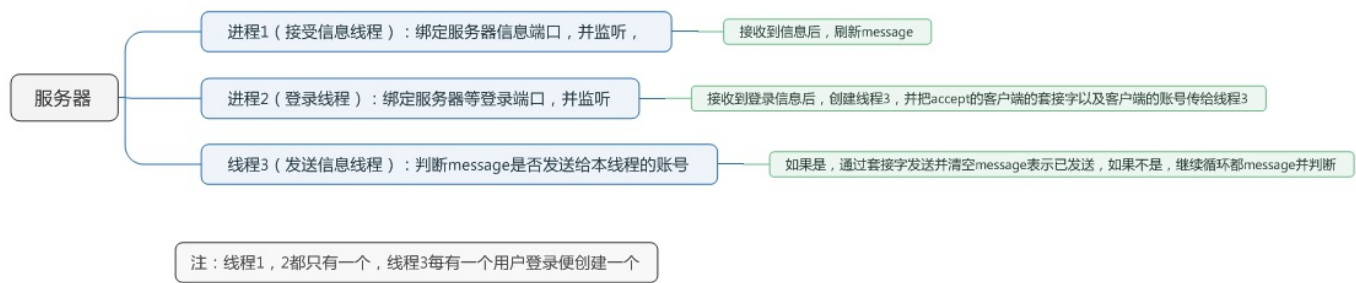 服务器
进程1（接受信息线程）：绑定服务器信息端口，并监听，
接收到信息后，刷新message
进程2（登录线程）：绑定服务器等登录端口，并监听
接收到登录信息后，创建线程3，并把accept的客户端的套接字以及客户端的账号传给线程3
线程3（发送信息线程）：判断message是否发送给本线程的账号
如果是，通过套接字发送并清空message表示已发送，如果不是，继续循环都message并判断
注：线程1，2都只有一个，线程3每有一个用户登录便创建一个